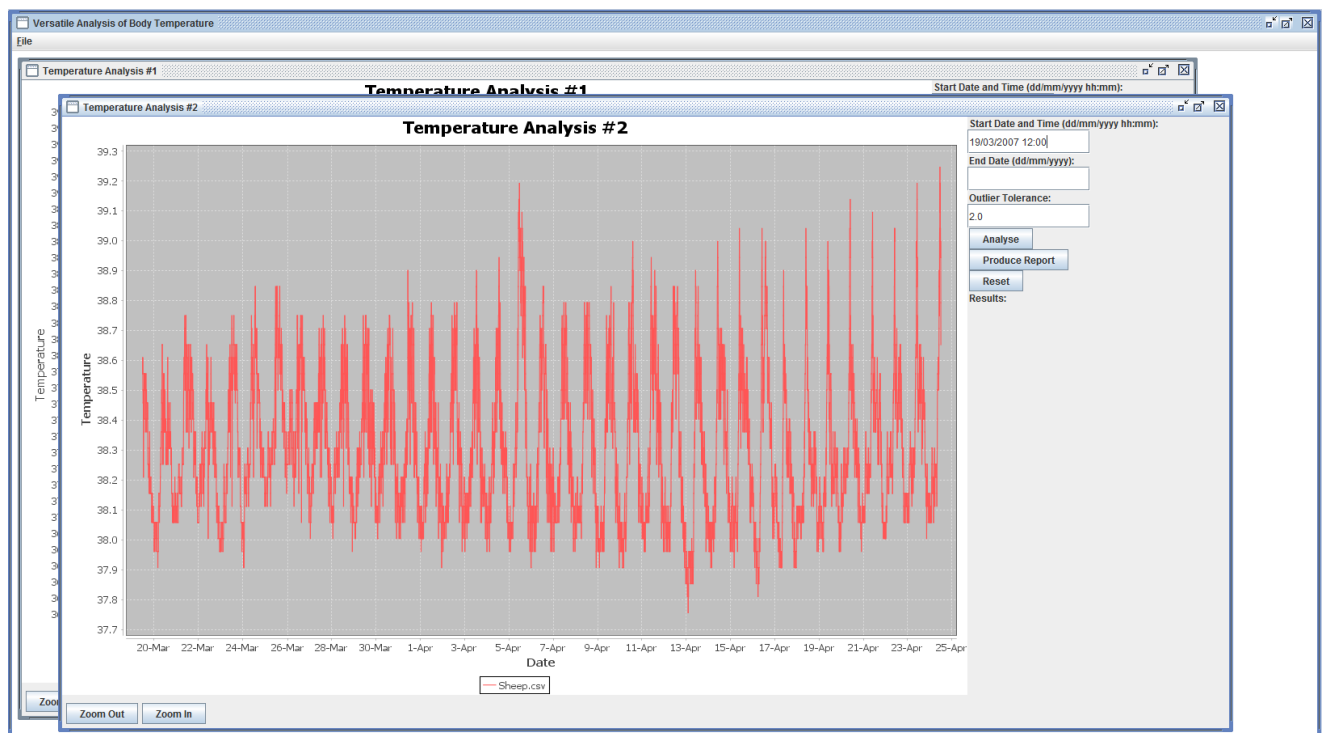 Versatile Analysis of Body Temperature
File
Temperature Analysis #1
Temperature Analysis #1
Start Date and Time (dd/mm/yyyy hh:mm):
Temperature
Temperature Analysis #2
Temperature Analysis #2
39.3
39.2
39.1
39.0
38.9
38.8
38.7
38.6
38.5
38.4
38.3
38.2
38.1
38.0
37.9
37.8
37.7
Temperature
20-Mar 22-Mar 24-Mar 26-Mar 28-Mar 30-Mar 1-Apr 3-Apr 5-Apr 7-Apr 9-Apr 11-Apr 13-Apr 15-Apr 17-Apr 19-Apr 21-Apr 23-Apr 25-Apr
Date
Sheep.csv
Start Date and Time (dd/mm/yyyy hh:mm):
19/03/2007 12:00
End Date (dd/mm/yyyy):
Outlier Tolerance:
2.0
Analyse
Produce Report
Reset
Results:
Zoom Out Zoom In